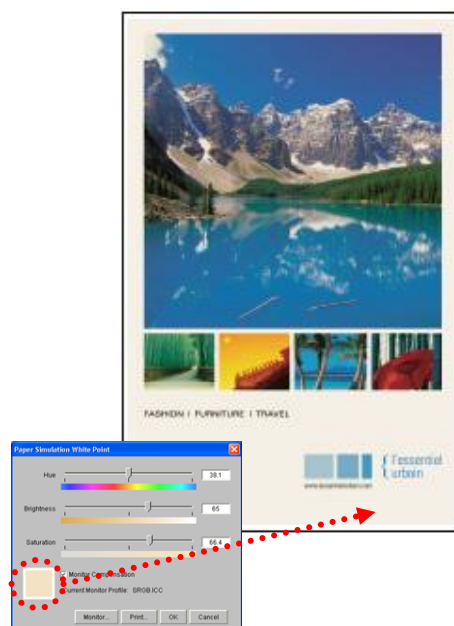 FASHION | FURNITURE | TRAVEL
{ l'essential
urbain
Paper Simulation White Point
Hue
38.1
Brightness
65
Saturation
66.4
Monitor Compensation
Current Monitor Profile: SRGB.ICC
Monitor... Print... OK Cancel